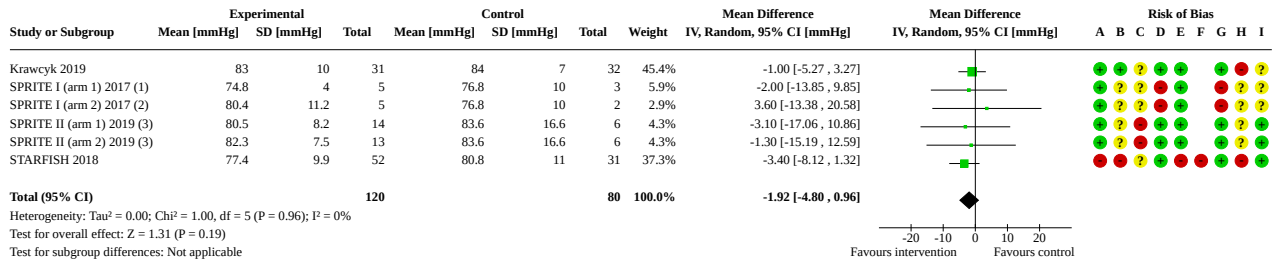 Experimental Control Mean Difference Mean Difference Risk of Bias
Study or Subgroup Mean [mmHg] SD [mmHg] Total Mean [mmHg] SD [mmHg] Total Weight IV, Random, 95% CI [mmHg] IV, Random, 95% CI [mmHg] A B C D E F G H I
Krawcyk 2019 83 10 31 84 7 32 45.4% -1.00 [-5.27 , 3.27] + + ? + + + - ?
SPRITE I (arm 1) 2017 (1) 74.8 4 5 76.8 10 3 5.9% -2.00 [-13.85 , 9.85] + ? ? - + - ? ?
SPRITE I (arm 2) 2017 (2) 80.4 11.2 5 76.8 10 2 2.9% 3.60 [-13.38 , 20.58] + ? ? - + - ? ?
SPRITE II (arm 1) 2019 (3) 80.5 8.2 14 83.6 16.6 6 4.3% -3.10 [-17.06 , 10.86] + ? - + + + ? +
SPRITE II (arm 2) 2019 (3) 82.3 7.5 13 83.6 16.6 6 4.3% -1.30 [-15.19 , 12.59] + ? - + + + ? +
STARFISH 2018 77.4 9.9 52 80.8 11 31 37.3% -3.40 [-8.12 , 1.32] - - ? + - - + - +
Total (95% CI) 120 80 100.0% -1.92 [-4.80 , 0.96]
Heterogeneity: Tau² = 0.00; Chi² = 1.00, df = 5 (P = 0.96); I² = 0%
Test for overall effect: Z = 1.31 (P = 0.19)
-20 -10 0 10 20
Test for subgroup differences: Not applicable
Favours intervention Favours control